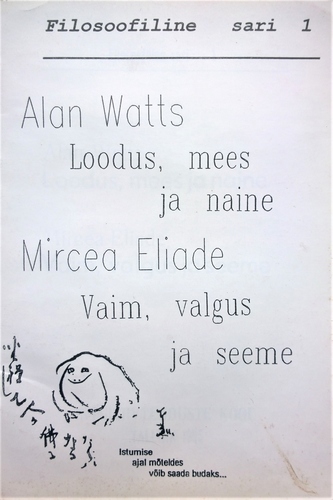 Filosoofiline sari 1
Alan Watts
Loodus, mees
ja naine
Mircea Eliade
Vaim, valgus
ja seeme
Istumise
ajal mõteldes
võib saada budaks...